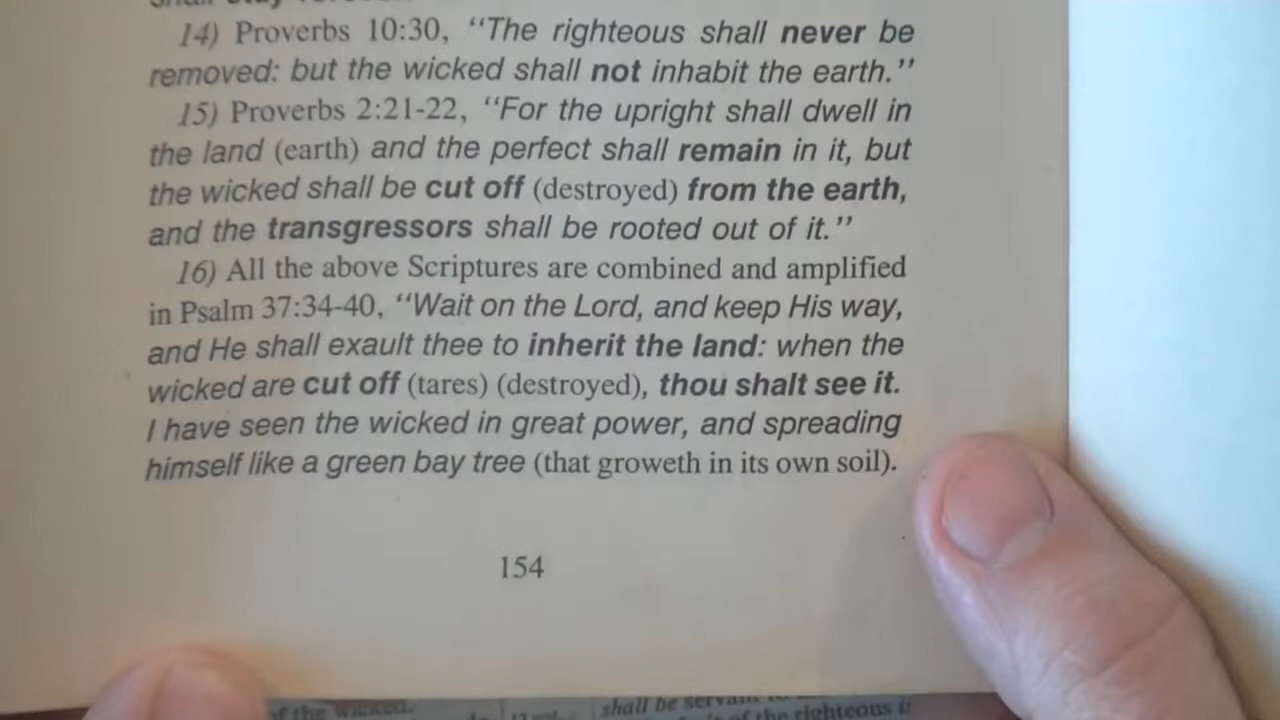 14) Proverbs 10:30, "The righteous shall never be
removed: but the wicked shall not inhabit the earth."
15) Proverbs 2:21-22, "For the upright shall dwell in
the land (earth) and the perfect shall remain in it, but
the wicked shall be cut off (destroyed) from the earth,
and the transgressors shall be rooted out of it."
16) All the above Scriptures are combined and amplified
in Psalm 37:34-40, "Wait on the Lord, and keep His way,
and He shall exault thee to inherit the land: when the
wicked are cut off (tares) (destroyed), thou shalt see it.
I have seen the wicked in great power, and spreading
himself like a green bay tree (that groweth in its own soil).
154
of the wicked.
shall be servant
of the righteous